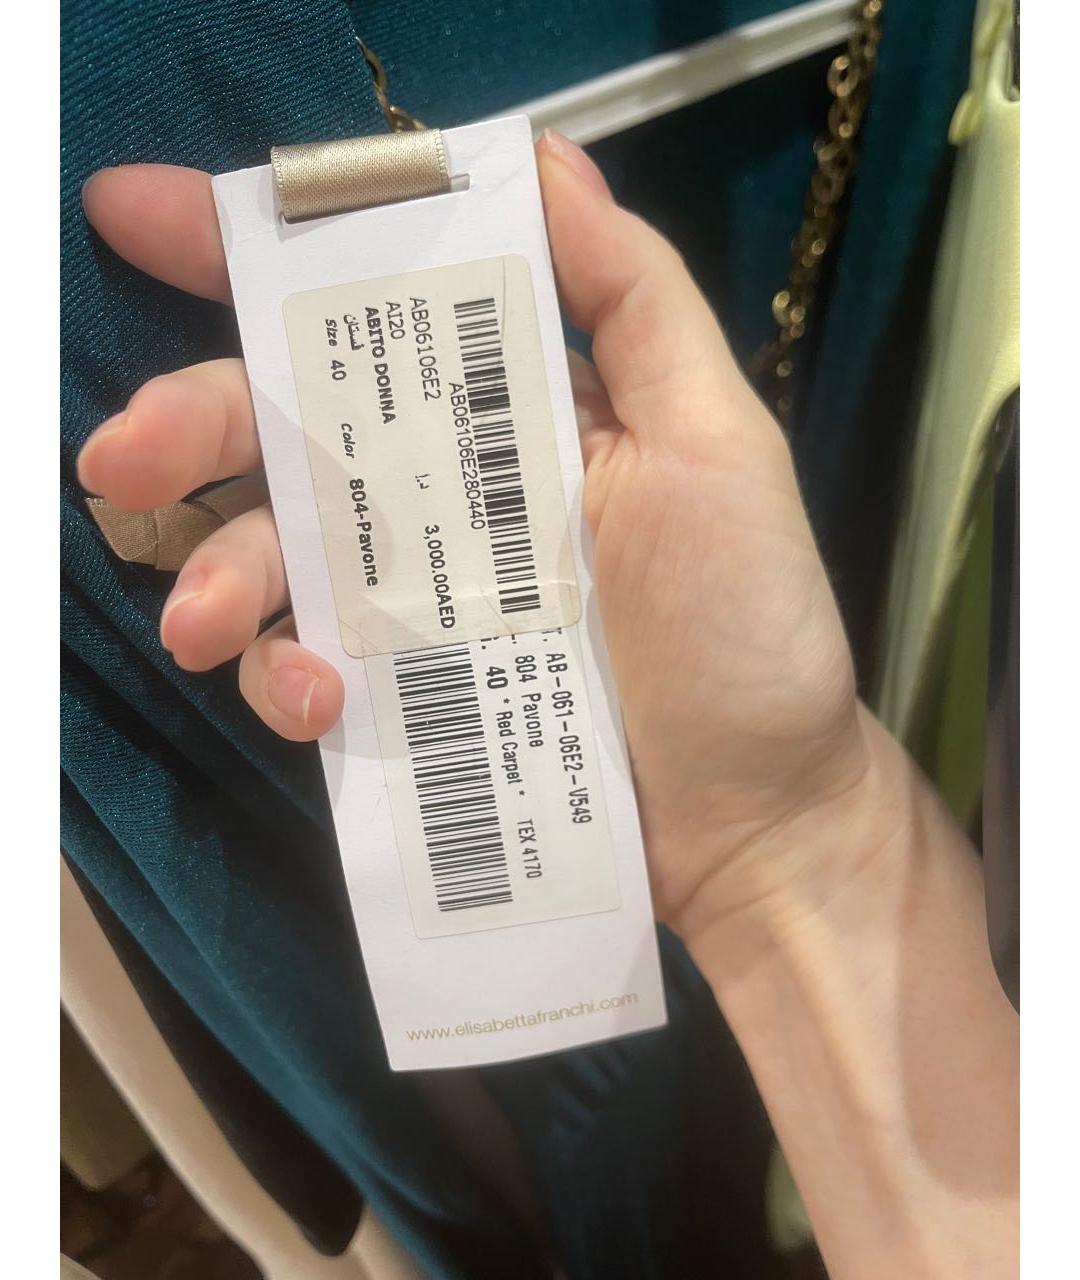 AB06106E280440
AB06106E2
AI20
د.إ 3,000.00AED
ABITO DONNA
فستان
Size 40 Color 804-Pavone
AB-061-06E2-V549
804 Pavone TEX 4170
40 * Red Carpet *
www.elisabettafranchi.com